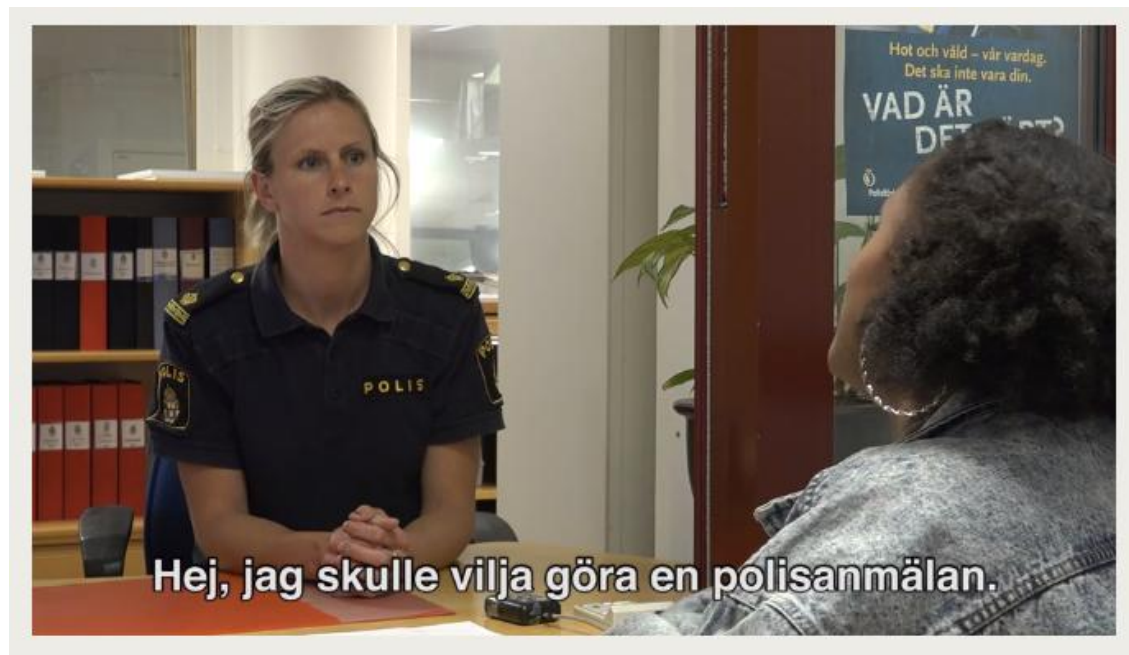 Hot och våld – vår vardag.
Det ska inte vara din.
VAD ÄR
DET
POLIS
POLIS
Hej, jag skulle vilja göra en polisanmälan.